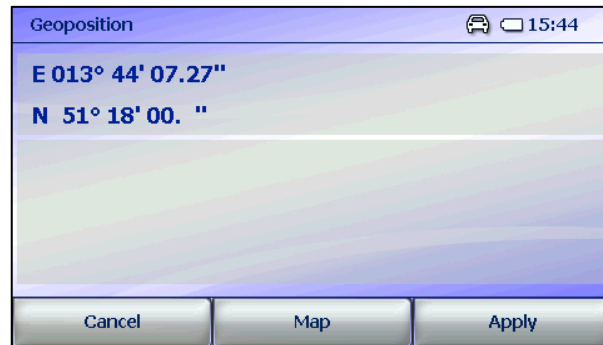 Geoposition 15:44
E 013° 44' 07.27"
N 51° 18' 00. "
Cancel Map Apply